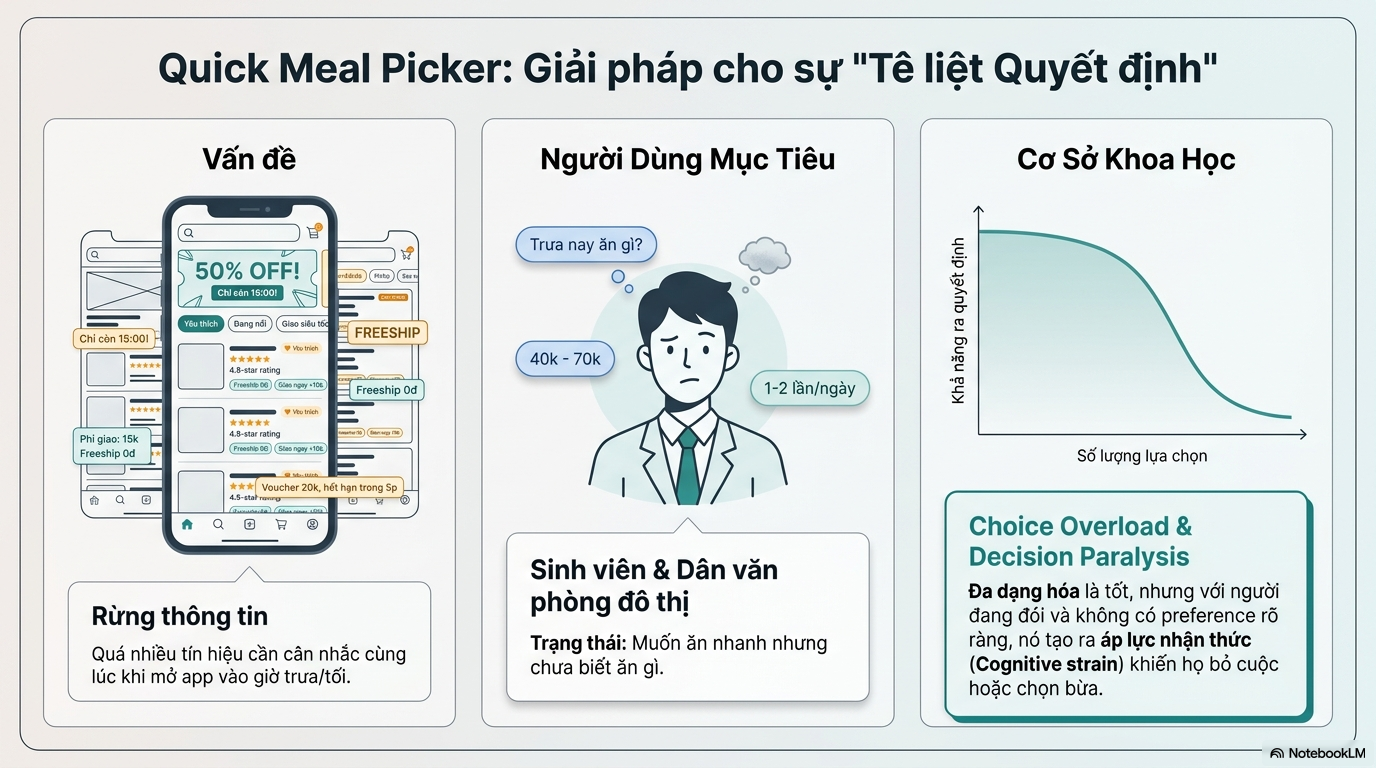 Quick Meal Picker: Giải pháp cho sự "Tê liệt Quyết định"
Vấn đề
50% OFF!
15:00!
Yêu thích
Đang nổi
Giao siêu tốc
Chỉ còn 15:00!
FREESHIP
4.8-star rating
Freeship 0đ
4.8-star rating
Phí giao: 15k
Freeship 0đ
Voucher 20k, hết hạn trong 5p
Rừng thông tin
Quá nhiều tín hiệu cần cân nhắc cùng
lúc khi mở app vào giờ trưa/tối.
Người Dùng Mục Tiêu
Trưa nay ăn gì?
40k - 70k
1-2 lần/ngày
Sinh viên & Dân văn
phòng đô thị
Trạng thái: Muốn ăn nhanh nhưng
chưa biết ăn gì.
Cơ Sở Khoa Học
Khả năng ra quyết định
Số lượng lựa chọn
Choice Overload &
Decision Paralysis
Đa dạng hóa là tốt, nhưng với người
đang đói và không có preference rõ
ràng, nó tạo ra áp lực nhận thức
(Cognitive strain) khiến họ bỏ cuộc
hoặc chọn bừa.
NotebookLM